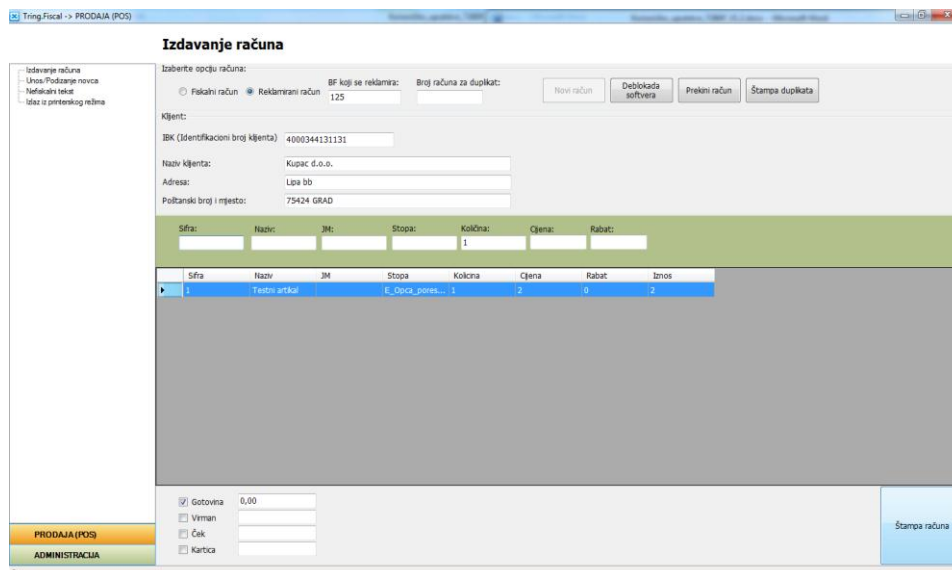 Tring.Fiscal -> PRODAJA (POS)
Izdavanje računa
Izdavanje računa
Unos/Podizanje novca
Nefiskalni tekst
Izlaz iz printerskog režima
Izaberite opciju računa:
Fiskalni račun
Reklamirani račun
BF koji se reklamira:
125
Broj računa za duplikat:
Novi račun
Deblokada
softvera
Prekini račun
Štampa duplikata
Klijent:
IBK (Identifikacioni broj klijenta) 4000344131131
Naziv klijenta: Kupac d.o.o.
Adresa: Lipa bb
Poštanski broj i mjesto: 75424 GRAD
Sifra: Naziv: JM: Stopa: Količina: Cijena: Rabat:
1
Sifra Naziv JM Stopa Kolicina Cijena Rabat Iznos
1 Testni artikal E_Opca_pores... 1 2 0 2
Gotovina 0,00
Virman
Ček
Kartica
Štampa računa
PRODAJA (POS)
ADMINISTRACIJA